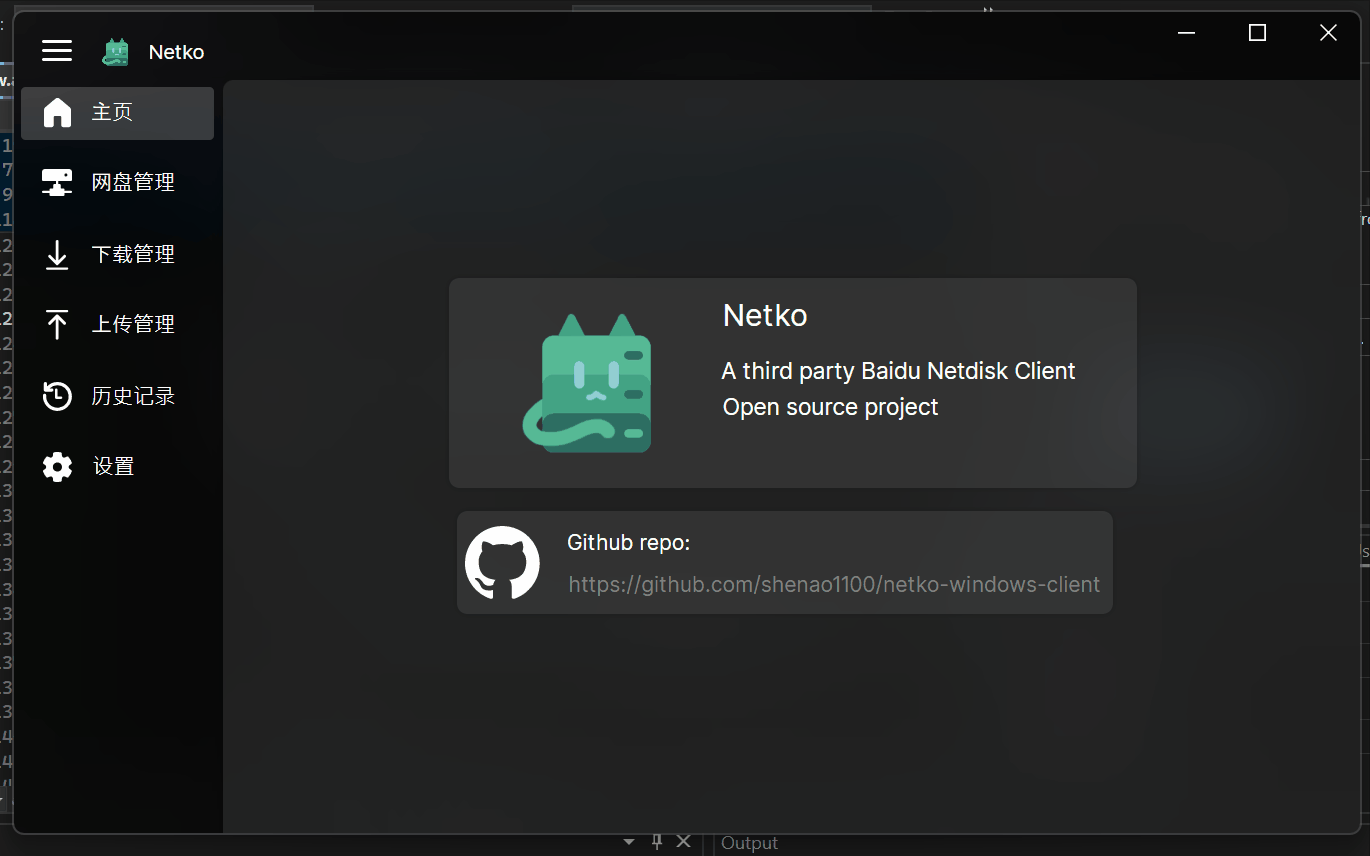 Netko
主页
网盘管理
下载管理
上传管理
历史记录
设置
Netko
A third party Baidu Netdisk Client
Open source project
Github repo:
https://github.com/shenao1100/netko-windows-client
Output